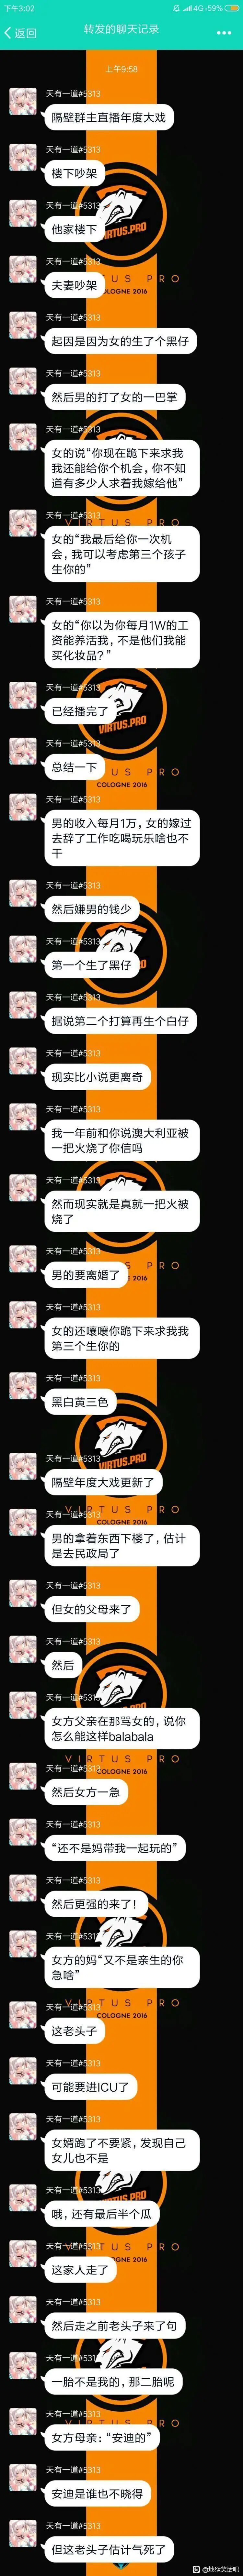 下午3:02
4G
59%
返回
转发的聊天记录
上午9:58
天有一道#5313
隔壁群主直播年度大戏
天有一道#5313
楼下吵架
天有一道#5313
他家楼下
天有一道#5313
夫妻吵架
天有一道#5313
起因是因为女的生了个黑仔
天有一道#5313
然后男的打了女的一巴掌
天有一道#5313
女的说“你现在跪下来求我
我还能给你个机会，你不知
道有多少人求着我嫁给他”
天有一道#5313
女的“我最后给你一次机
会，我可以考虑第三个孩子
生你的”
天有一道#5313
女的“你以为你每月1W的工
资能养活我，不是他们我能
买化妆品？”
天有一道#5313
已经播完了
天有一道#5313
总结一下
天有一道#5313
男的收入每月1万，女的嫁过
去辞了工作吃喝玩乐啥也不
干
天有一道#5313
然后嫌男的钱少
天有一道#5313
第一个生了黑仔
天有一道#5313
据说第二个打算再生个白仔
天有一道#5313
现实比小说更离奇
天有一道#5313
我一年前和你说澳大利亚被
一把火烧了你信吗
天有一道#5313
然而现实就是真就一把火被
烧了
天有一道#5313
男的要离婚了
天有一道#5313
女的还嚷嚷你跪下来求我我
第三个生你的
天有一道#5313
黑白黄三色
天有一道#5313
隔壁年度大戏更新了
天有一道#5313
男的拿着东西下楼了，估计
是去民政局了
天有一道#5313
但女的父母来了
天有一道#5313
然后
天有一道#5313
女方父亲在那骂女的，说你
怎么能这样balabala
天有一道#5313
然后女方一急
天有一道#5313
“还不是妈带我一起玩的”
天有一道#5313
然后更强的来了！
天有一道#5313
女方的妈“又不是亲生的你
急啥”
天有一道#5313
这老头子
天有一道#5313
可能要进ICU了
天有一道#5313
女婿跑了不要紧，发现自己
女儿也不是
天有一道#5313
哦，还有最后半个瓜
天有一道#5313
这家人走了
天有一道#5313
然后走之前老头子来了句
天有一道#5313
一胎不是我的，那二胎呢
天有一道#5313
女方母亲：“安迪的”
天有一道#5313
安迪是谁也不晓得
天有一道#5313
但这老头子估计气死了
VIRTUS.PRO
VIRTUS PRO
COLOGNE 2016
@地狱笑话吧